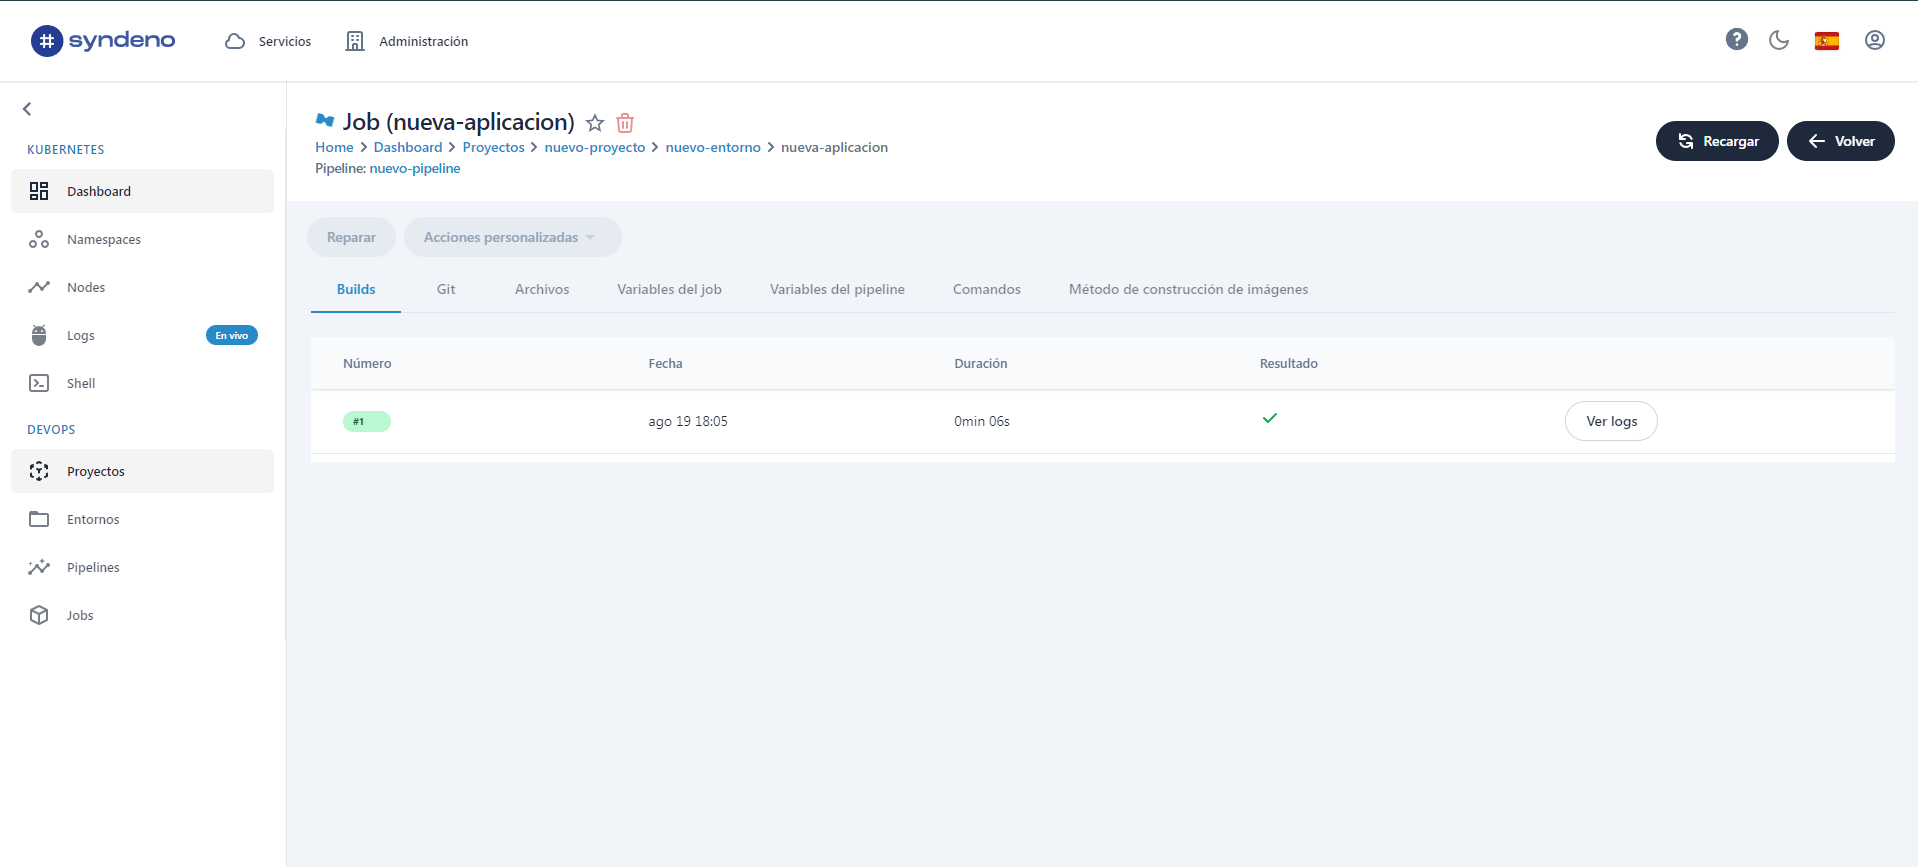 syndeno
Servicios
Administración
KUBERNETES
Dashboard
Namespaces
Nodes
Logs
En vivo
Shell
DEVOPS
Proyectos
Entornos
Pipelines
Jobs
Job (nueva-aplicacion)
Home > Dashboard > Proyectos > nuevo-proyecto > nuevo-entorno > nueva-aplicacion
Pipeline: nuevo-pipeline
Recargar
Volver
Reparar
Acciones personalizadas
Builds Git Archivos Variables del job Variables del pipeline Comandos Método de construcción de imágenes
Número Fecha Duración Resultado
#1 ago 19 18:05 0min 06s Ver logs